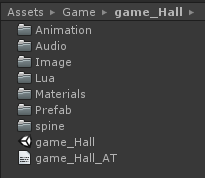 Assets ▸ Game ▸ game_Hall ▸
Animation
Audio
Image
Lua
Materials
Prefab
spine
game_Hall
game_Hall_AT